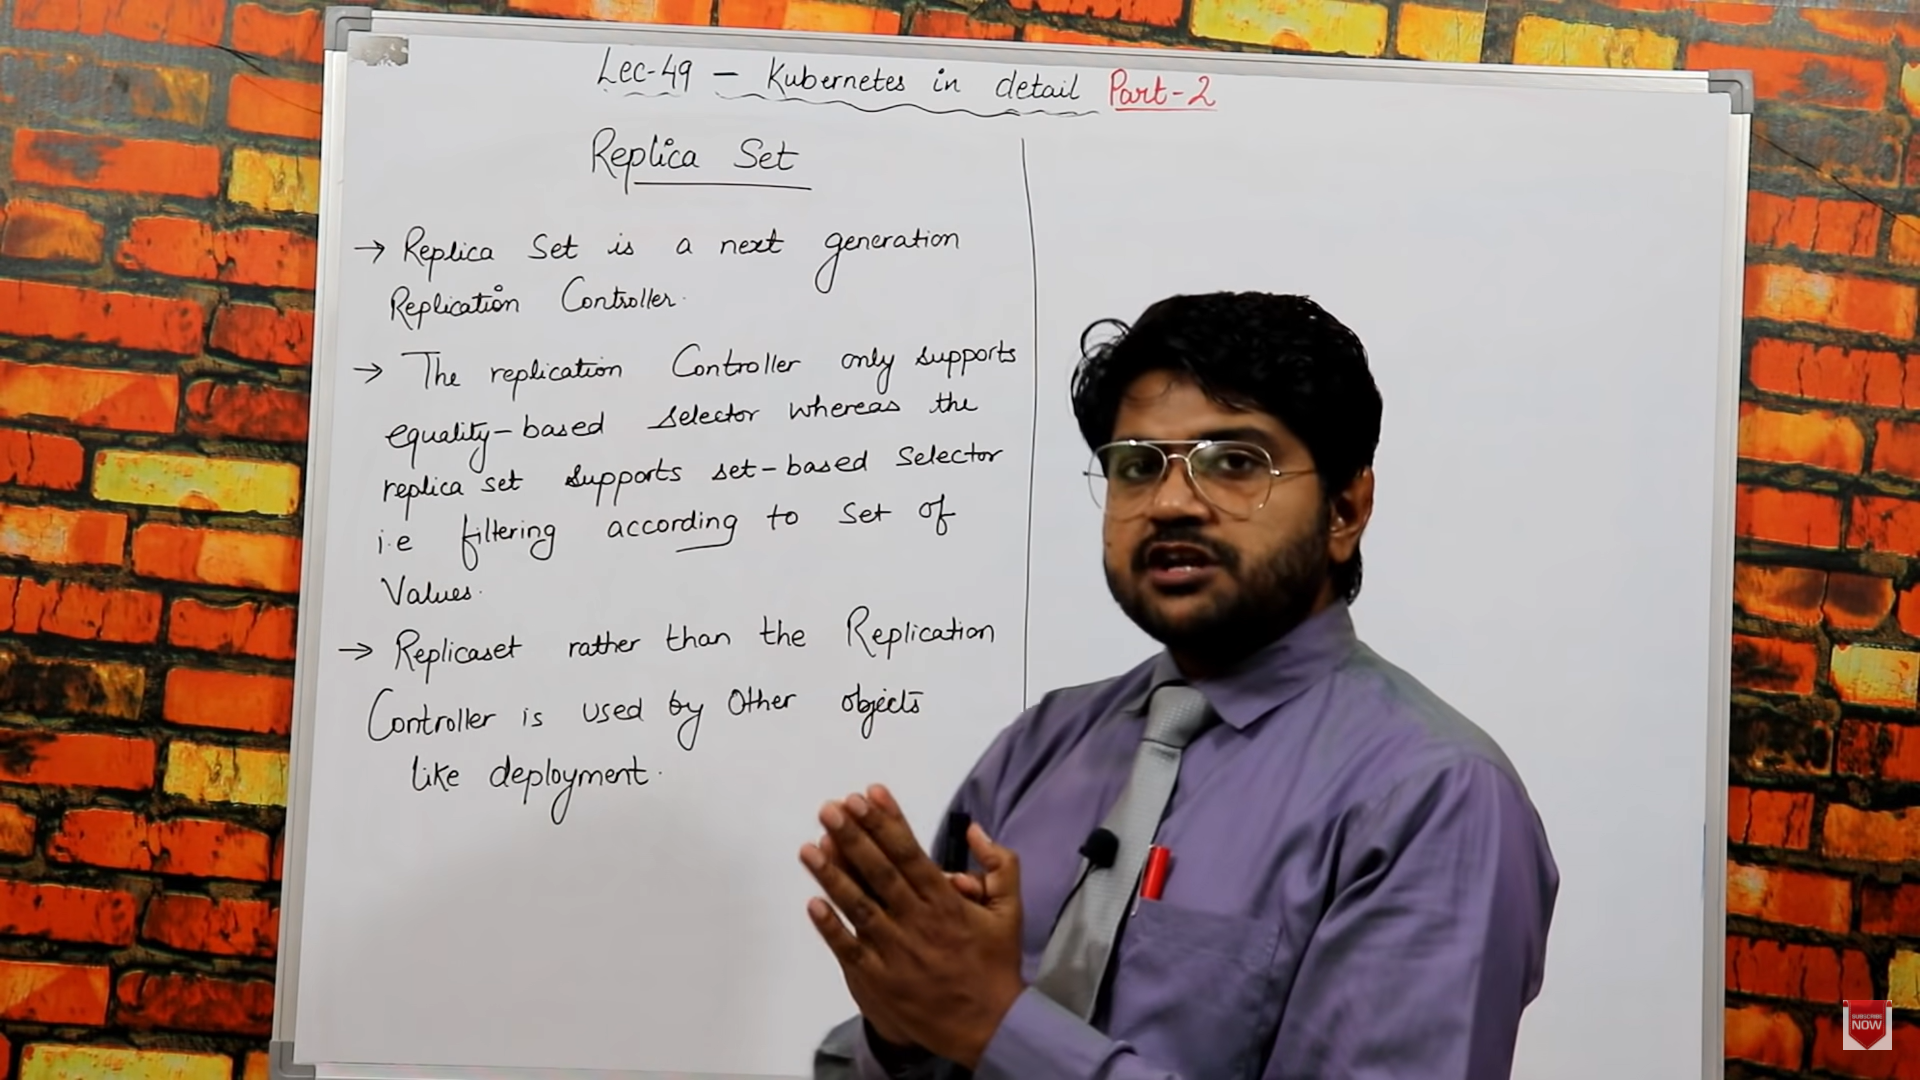 Lec-49 – Kubernetes in detail Part-2
Replica Set
→ Replica Set is a next generation
Replication Controller.
→ The replication Controller only supports
equality-based selector whereas the
replica set supports set-based selector
i.e filtering according to set of
Values.
→ Replicaset rather than the Replication
Controller is used by Other objects
like deployment.
SUBSCRIBE
NOW